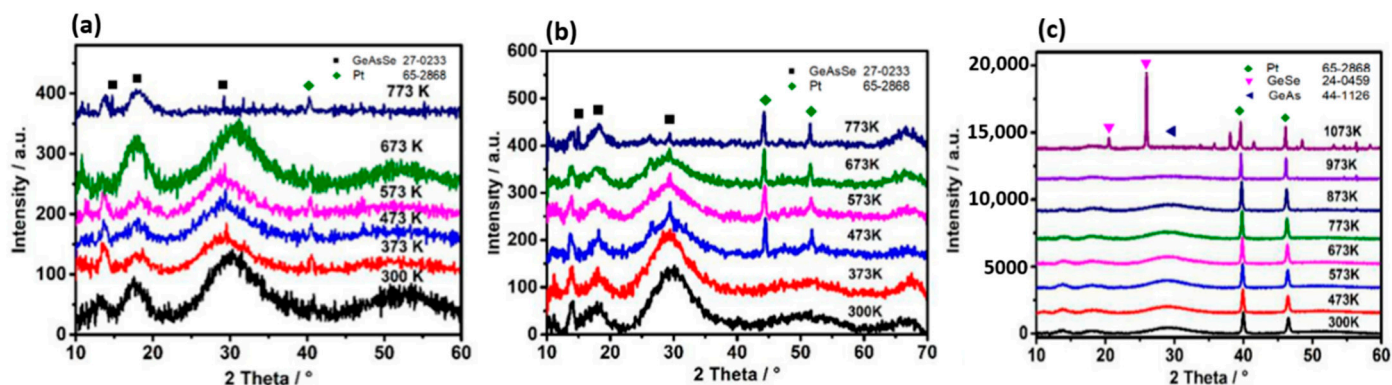 (a)
GeAsSe 27-0233
Pt 65-2868
773 K
673 K
573 K
473 K
373 K
300 K
400
300
200
100
0
Intensity / a.u.
10 20 30 40 50 60
2 Theta / °
(b)
GeAsSe 27-0233
Pt 65-2868
773K
673K
573K
473K
373K
300K
600
500
400
300
200
100
0
Intensity / a.u.
10 20 30 40 50 60 70
2 Theta / °
(c)
Pt 65-2868
GeSe 24-0459
GeAs 44-1126
1073K
973K
873K
773K
673K
573K
473K
300K
20,000
15,000
10,000
5000
0
Intensity / a.u.
10 20 30 40 50 60
2 Theta / °